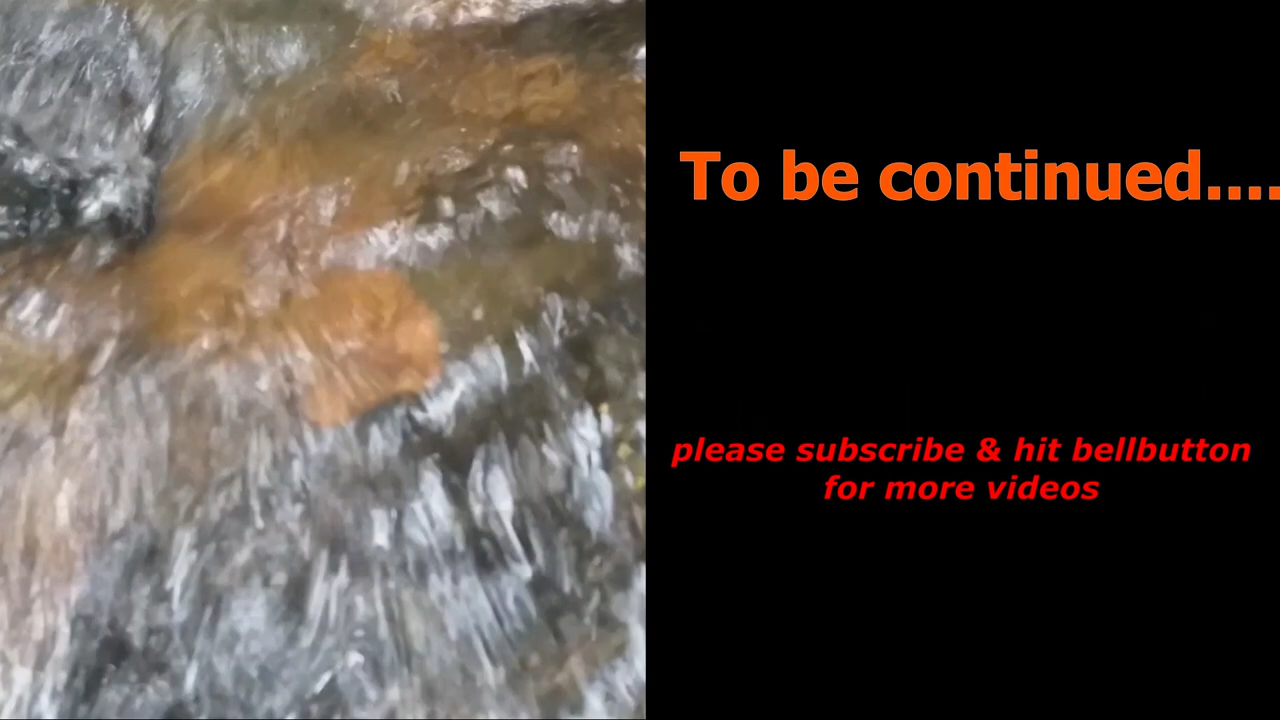 To be continued....
please subscribe & hit bellbutton
for more videos